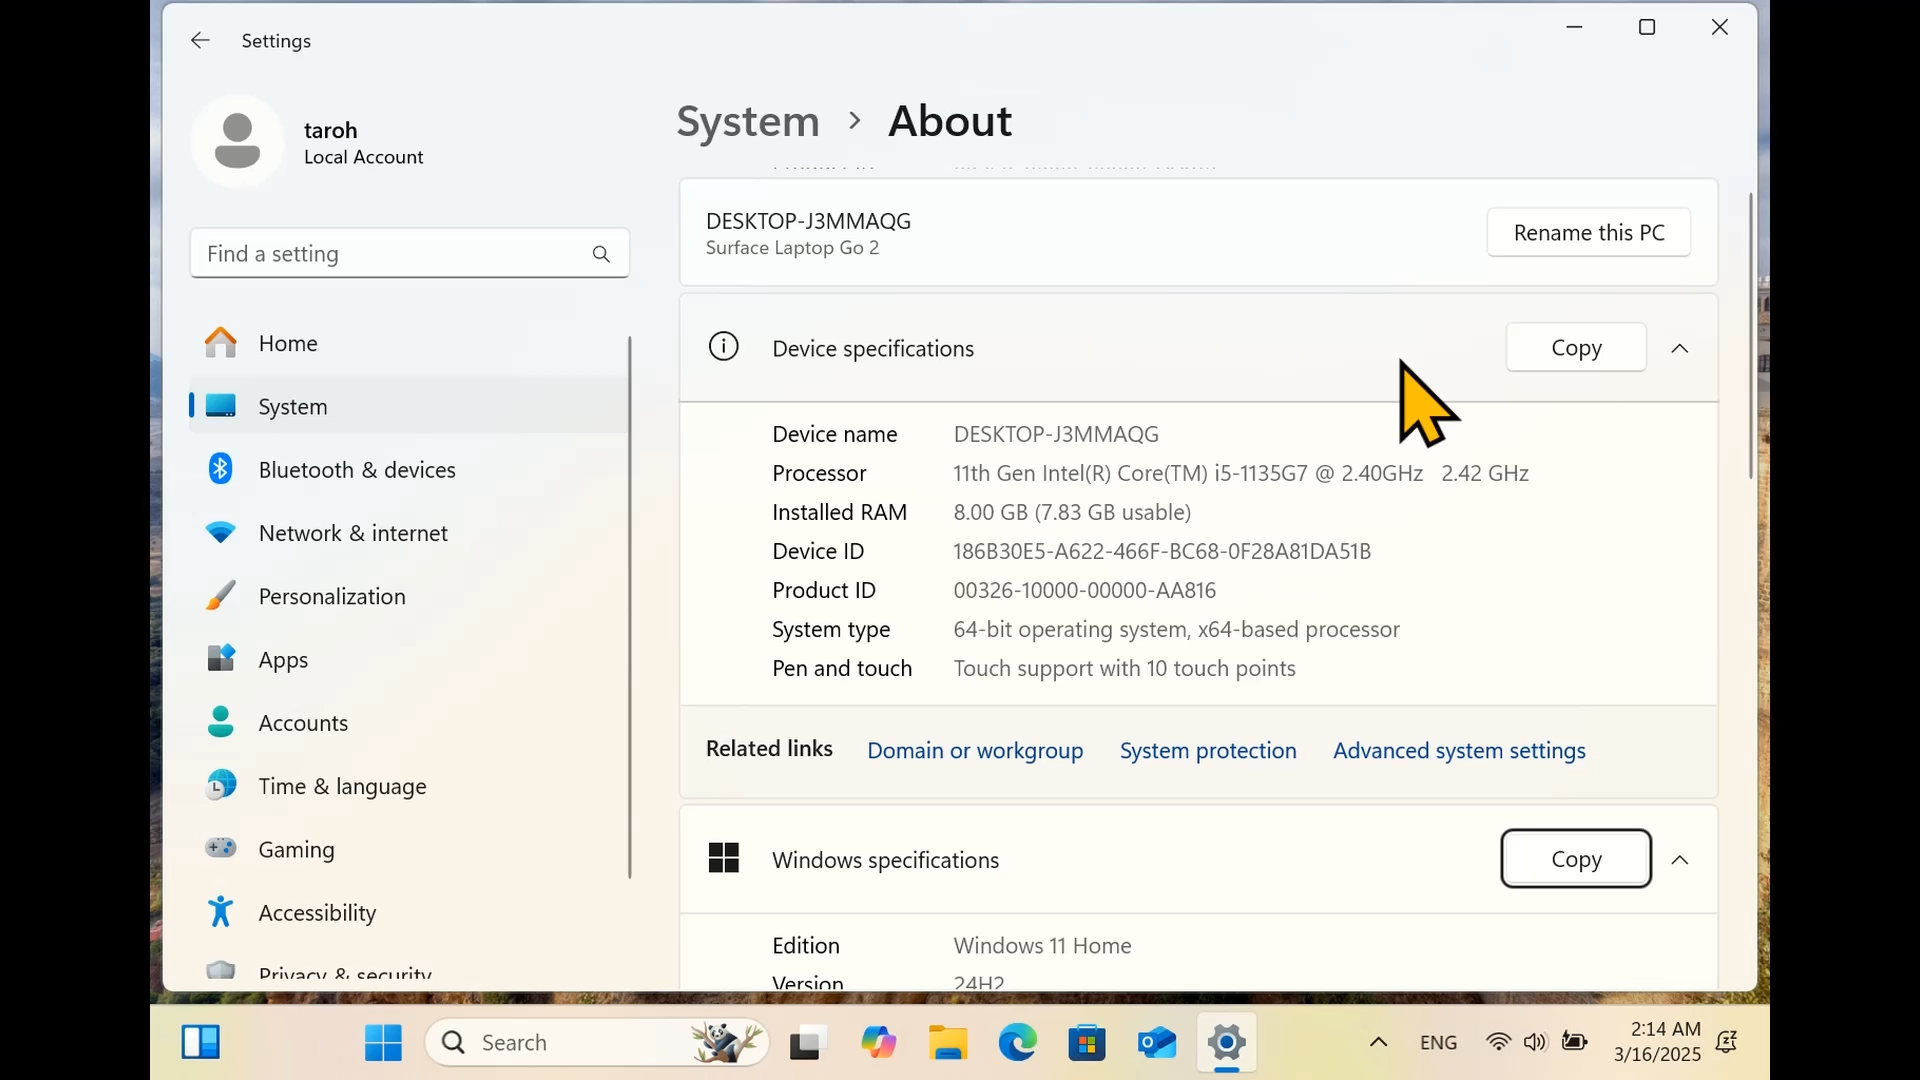 Settings
taroh
Local Account
Find a setting
Home
System
Bluetooth & devices
Network & internet
Personalization
Apps
Accounts
Time & language
Gaming
Accessibility
Privacy & security
System > About
DESKTOP-J3MMAQG
Surface Laptop Go 2
Rename this PC
Device specifications
Copy
Device name DESKTOP-J3MMAQG
Processor 11th Gen Intel(R) Core(TM) i5-1135G7 @ 2.40GHz 2.42 GHz
Installed RAM 8.00 GB (7.83 GB usable)
Device ID 186B30E5-A622-466F-BC68-0F28A81DA51B
Product ID 00326-10000-00000-AA816
System type 64-bit operating system, x64-based processor
Pen and touch Touch support with 10 touch points
Related links Domain or workgroup System protection Advanced system settings
Windows specifications
Copy
Edition Windows 11 Home
Version 24H2
Search
ENG
2:14 AM
3/16/2025